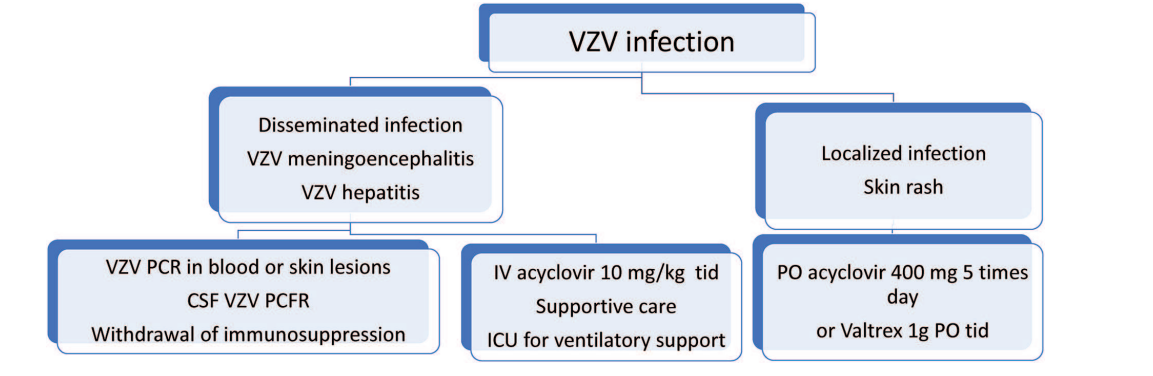 VZV infection
Disseminated infection
VZV meningoencephalitis
VZV hepatitis
Localized infection
Skin rash
VZV PCR in blood or skin lesions
CSF VZV PCFR
Withdrawal of immunosuppression
IV acyclovir 10 mg/kg tid
Supportive care
ICU for ventilatory support
PO acyclovir 400 mg 5 times
day
or Valtrex 1g PO tid